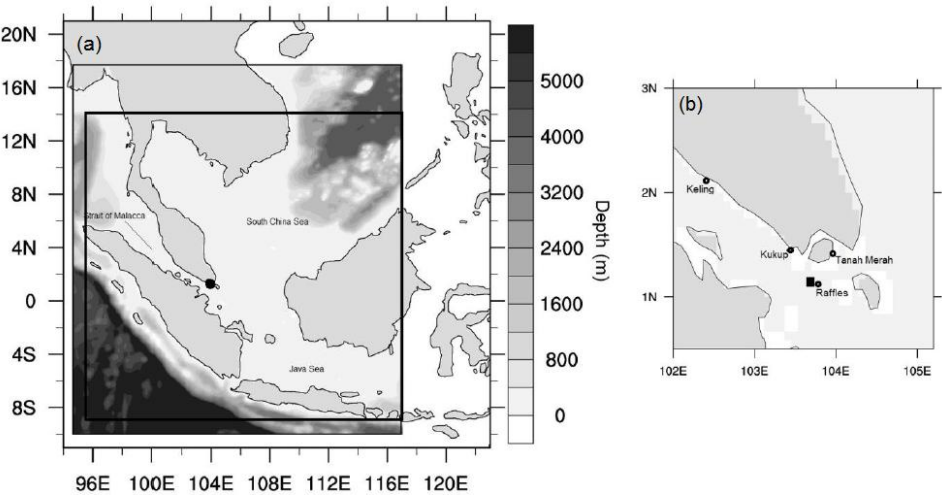 (a)
20N
16N
12N
8N
4N
0
4S
8S
96E 100E 104E 108E 112E 116E 120E
Strait of Malacca
South China Sea
Java Sea
5000
4000
3200
2400
1600
800
0
Depth (m)
(b)
3N
2N
1N
102E 103E 104E 105E
Keling
Kukup
Tanah Merah
Raffles